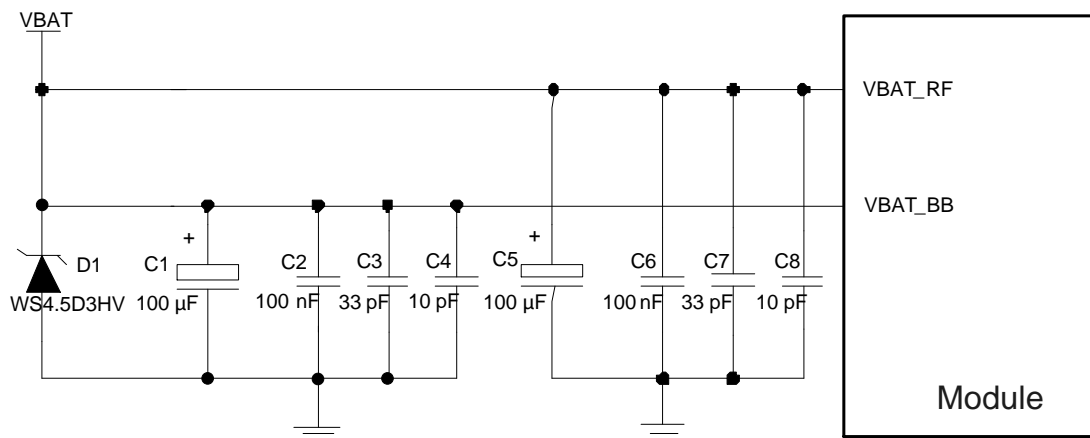 VBAT
VBAT_RF
VBAT_BB
+
+
D1
C1
C2
C3
C4
C5
C6
C7
C8
WS4.5D3HV
100 µF
100 nF
33 pF
10 pF
100 µF
100 nF
33 pF
10 pF
Module